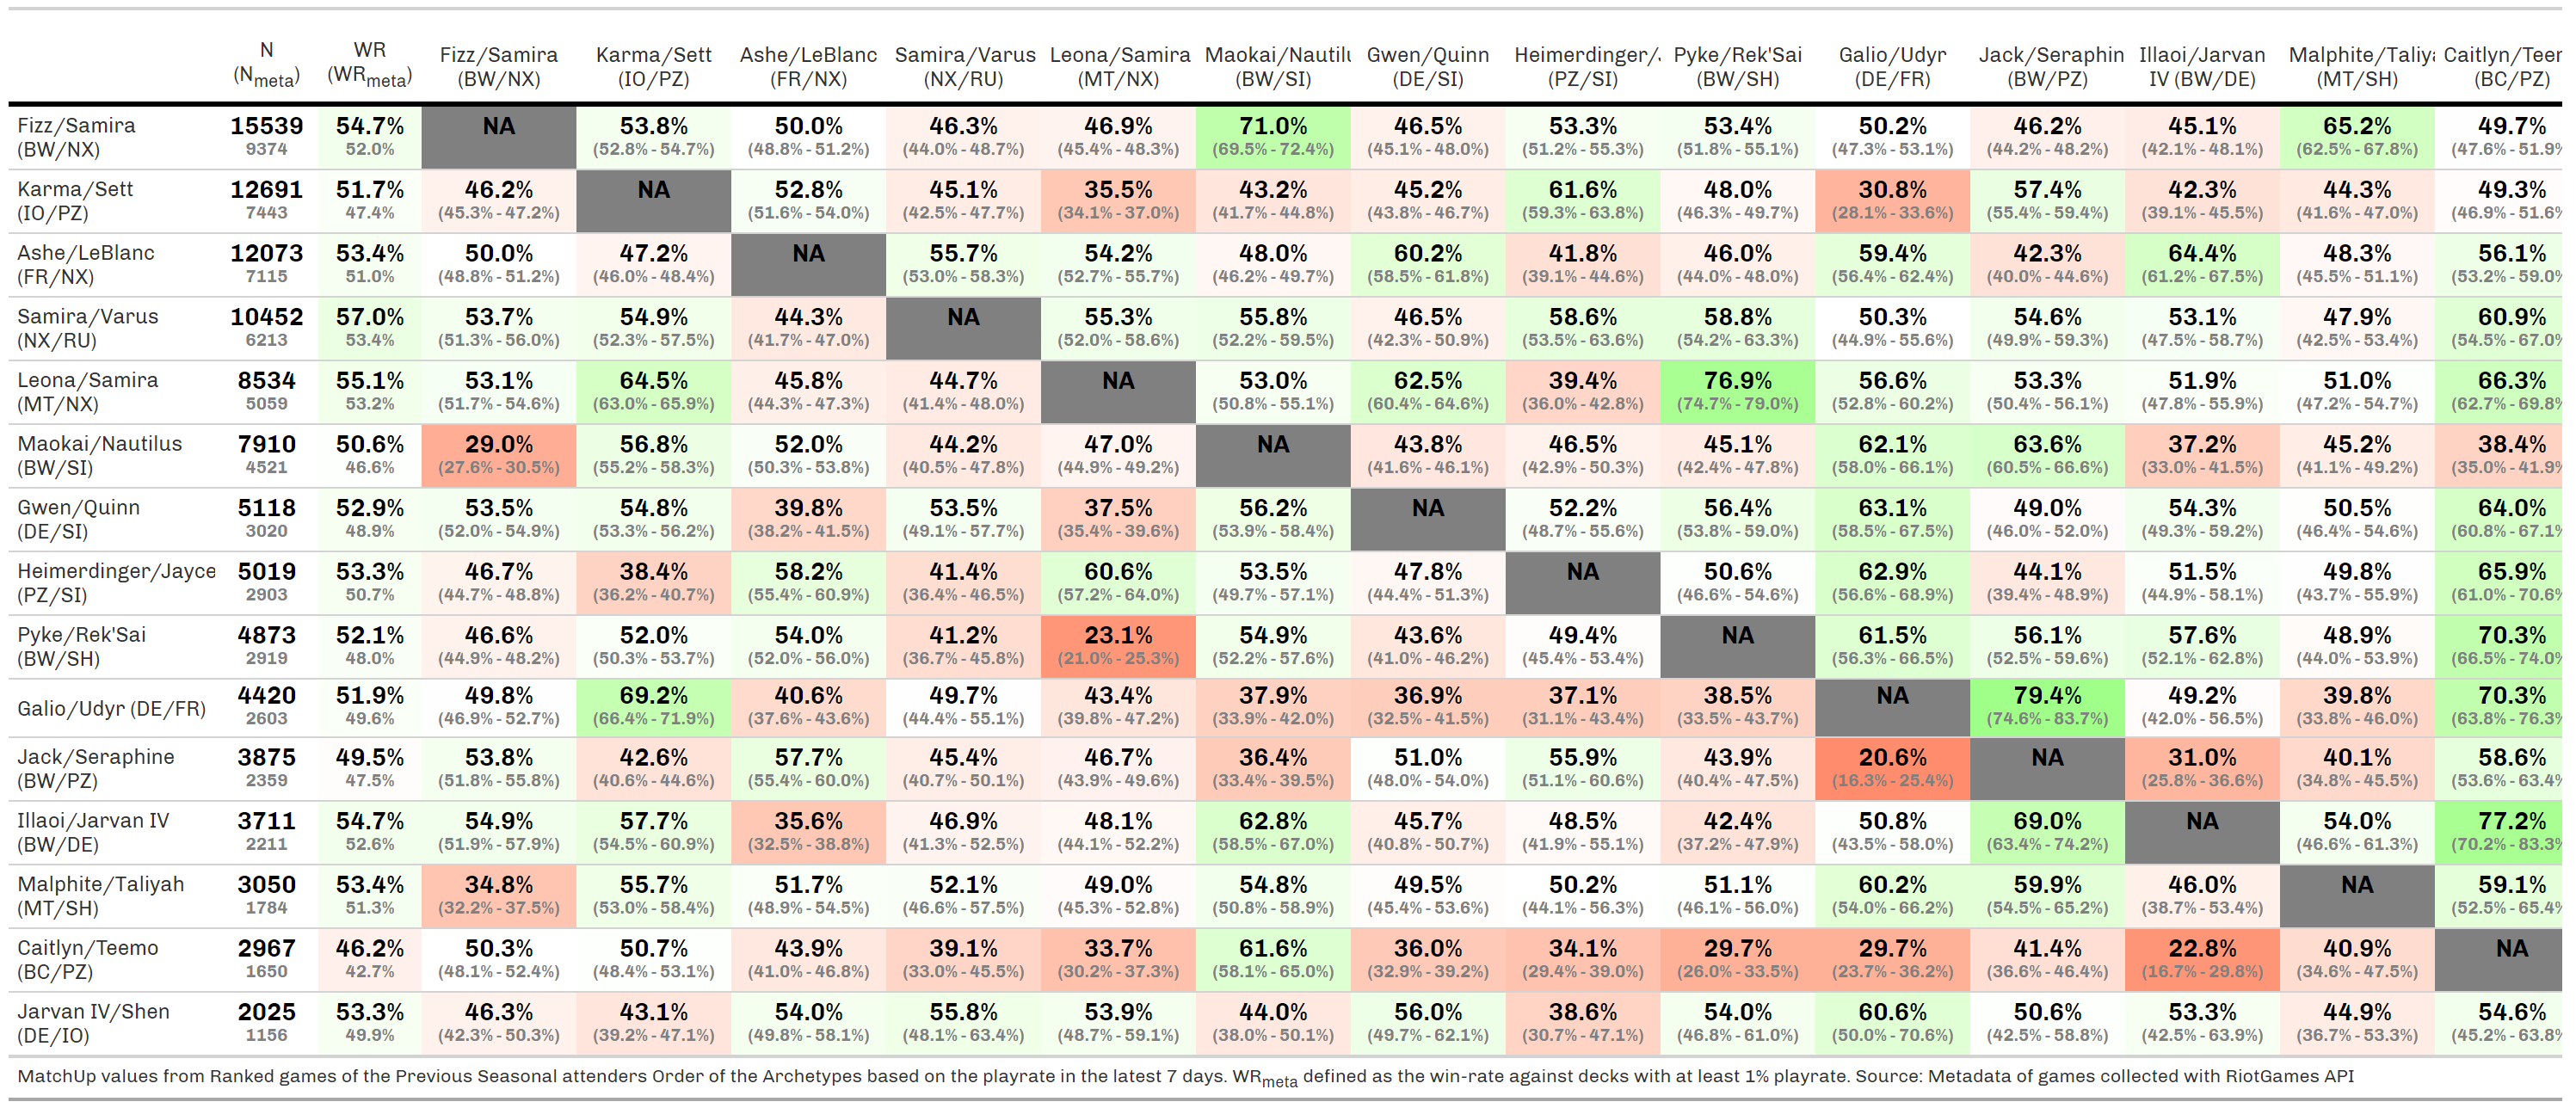 N WR Fizz/Samira Karma/Sett Ashe/LeBlanc Samira/Varus Leona/Samira Maokai/Nautilu Gwen/Quinn Heimerdinger/J Pyke/Rek'Sai Galio/Udyr Jack/Seraphin Illaoi/Jarvan Malphite/Taliya Caitlyn/Teem
(Nmeta) (WRmeta) (BW/NX) (IO/PZ) (FR/NX) (NX/RU) (MT/NX) (BW/SI) (DE/SI) (PZ/SI) (BW/SH) (DE/FR) (BW/PZ) IV (BW/DE) (MT/SH) (BC/PZ)
Fizz/Samira 15539 54.7% NA 53.8% 50.0% 46.3% 46.9% 71.0% 46.5% 53.3% 53.4% 50.2% 46.2% 45.1% 65.2% 49.7%
(BW/NX) 9374 52.0% (52.8% - 54.7%) (48.8% - 51.2%) (44.0% - 48.7%) (45.4% - 48.3%) (69.5% - 72.4%) (45.1% - 48.0%) (51.2% - 55.3%) (51.8% - 55.1%) (47.3% - 53.1%) (44.2% - 48.2%) (42.1% - 48.1%) (62.5% - 67.8%) (47.6% - 51.9%
Karma/Sett 12691 51.7% 46.2% NA 52.8% 45.1% 35.5% 43.2% 45.2% 61.6% 48.0% 30.8% 57.4% 42.3% 44.3% 49.3%
(IO/PZ) 7443 47.4% (45.3% - 47.2%) (51.6% - 54.0%) (42.5% - 47.7%) (34.1% - 37.0%) (41.7% - 44.8%) (43.8% - 46.7%) (59.3% - 63.8%) (46.3% - 49.7%) (28.1% - 33.6%) (55.4% - 59.4%) (39.1% - 45.5%) (41.6% - 47.0%) (46.9% - 51.6%
Ashe/LeBlanc 12073 53.4% 50.0% 47.2% NA 55.7% 54.2% 48.0% 60.2% 41.8% 46.0% 59.4% 42.3% 64.4% 48.3% 56.1%
(FR/NX) 7115 51.0% (48.8% - 51.2%) (46.0% - 48.4%) (53.0% - 58.3%) (52.7% - 55.7%) (46.2% - 49.7%) (58.5% - 61.8%) (39.1% - 44.6%) (44.0% - 48.0%) (56.4% - 62.4%) (40.0% - 44.6%) (61.2% - 67.5%) (45.5% - 51.1%) (53.2% - 59.0%
Samira/Varus 10452 57.0% 53.7% 54.9% 44.3% NA 55.3% 55.8% 46.5% 58.6% 58.8% 50.3% 54.6% 53.1% 47.9% 60.9%
(NX/RU) 6213 53.4% (51.3% - 56.0%) (52.3% - 57.5%) (41.7% - 47.0%) (52.0% - 58.6%) (52.2% - 59.5%) (42.3% - 50.9%) (53.5% - 63.6%) (54.2% - 63.3%) (44.9% - 55.6%) (49.9% - 59.3%) (47.5% - 58.7%) (42.5% - 53.4%) (54.5% - 67.0%
Leona/Samira 8534 55.1% 53.1% 64.5% 45.8% 44.7% NA 53.0% 62.5% 39.4% 76.9% 56.6% 53.3% 51.9% 51.0% 66.3%
(MT/NX) 5059 53.2% (51.7% - 54.6%) (63.0% - 65.9%) (44.3% - 47.3%) (41.4% - 48.0%) (50.8% - 55.1%) (60.4% - 64.6%) (36.0% - 42.8%) (74.7% - 79.0%) (52.8% - 60.2%) (50.4% - 56.1%) (47.8% - 55.9%) (47.2% - 54.7%) (62.7% - 69.8%
Maokai/Nautilus 7910 50.6% 29.0% 56.8% 52.0% 44.2% 47.0% NA 43.8% 46.5% 45.1% 62.1% 63.6% 37.2% 45.2% 38.4%
(BW/SI) 4521 46.6% (27.6% - 30.5%) (55.2% - 58.3%) (50.3% - 53.8%) (40.5% - 47.8%) (44.9% - 49.2%) (41.6% - 46.1%) (42.9% - 50.3%) (42.4% - 47.8%) (58.0% - 66.1%) (60.5% - 66.6%) (33.0% - 41.5%) (41.1% - 49.2%) (35.0% - 41.9%
Gwen/Quinn 5118 52.9% 53.5% 54.8% 39.8% 53.5% 37.5% 56.2% NA 52.2% 56.4% 63.1% 49.0% 54.3% 50.5% 64.0%
(DE/SI) 3020 48.9% (52.0% - 54.9%) (53.3% - 56.2%) (38.2% - 41.5%) (49.1% - 57.7%) (35.4% - 39.6%) (53.9% - 58.4%) (48.7% - 55.6%) (53.8% - 59.0%) (58.5% - 67.5%) (46.0% - 52.0%) (49.3% - 59.2%) (46.4% - 54.6%) (60.8% - 67.1%
Heimerdinger/Jayce 5019 53.3% 46.7% 38.4% 58.2% 41.4% 60.6% 53.5% 47.8% NA 50.6% 62.9% 44.1% 51.5% 49.8% 65.9%
(PZ/SI) 2903 50.7% (44.7% - 48.8%) (36.2% - 40.7%) (55.4% - 60.9%) (36.4% - 46.5%) (57.2% - 64.0%) (49.7% - 57.1%) (44.4% - 51.3%) (46.6% - 54.6%) (56.6% - 68.9%) (39.4% - 48.9%) (44.9% - 58.1%) (43.7% - 55.9%) (61.0% - 70.6%
Pyke/Rek'Sai 4873 52.1% 46.6% 52.0% 54.0% 41.2% 23.1% 54.9% 43.6% 49.4% NA 61.5% 56.1% 57.6% 48.9% 70.3%
(BW/SH) 2919 48.0% (44.9% - 48.2%) (50.3% - 53.7%) (52.0% - 56.0%) (36.7% - 45.8%) (21.0% - 25.3%) (52.2% - 57.6%) (41.0% - 46.2%) (45.4% - 53.4%) (56.3% - 66.5%) (52.5% - 59.6%) (52.1% - 62.8%) (44.0% - 53.9%) (66.5% - 74.0%
Galio/Udyr (DE/FR) 4420 51.9% 49.8% 69.2% 40.6% 49.7% 43.4% 37.9% 36.9% 37.1% 38.5% NA 79.4% 49.2% 39.8% 70.3%
2603 49.6% (46.9% - 52.7%) (66.4% - 71.9%) (37.6% - 43.6%) (44.4% - 55.1%) (39.8% - 47.2%) (33.9% - 42.0%) (32.5% - 41.5%) (31.1% - 43.4%) (33.5% - 43.7%) (74.6% - 83.7%) (42.0% - 56.5%) (33.8% - 46.0%) (63.8% - 76.3%
Jack/Seraphine 3875 49.5% 53.8% 42.6% 57.7% 45.4% 46.7% 36.4% 51.0% 55.9% 43.9% 20.6% NA 31.0% 40.1% 58.6%
(BW/PZ) 2359 47.5% (51.8% - 55.8%) (40.6% - 44.6%) (55.4% - 60.0%) (40.7% - 50.1%) (43.9% - 49.6%) (33.4% - 39.5%) (48.0% - 54.0%) (51.1% - 60.6%) (40.4% - 47.5%) (16.3% - 25.4%) (25.8% - 36.6%) (34.8% - 45.5%) (53.6% - 63.4%
Illaoi/Jarvan IV 3711 54.7% 54.9% 57.7% 35.6% 46.9% 48.1% 62.8% 45.7% 48.5% 42.4% 50.8% 69.0% NA 54.0% 77.2%
(BW/DE) 2211 52.6% (51.9% - 57.9%) (54.5% - 60.9%) (32.5% - 38.8%) (41.3% - 52.5%) (44.1% - 52.2%) (58.5% - 67.0%) (40.8% - 50.7%) (41.9% - 55.1%) (37.2% - 47.9%) (43.5% - 58.0%) (63.4% - 74.2%) (46.6% - 61.3%) (70.2% - 83.3%
Malphite/Taliyah 3050 53.4% 34.8% 55.7% 51.7% 52.1% 49.0% 54.8% 49.5% 50.2% 51.1% 60.2% 59.9% 46.0% NA 59.1%
(MT/SH) 1784 51.3% (32.2% - 37.5%) (53.0% - 58.4%) (48.9% - 54.5%) (46.6% - 57.5%) (45.3% - 52.8%) (50.8% - 58.9%) (45.4% - 53.6%) (44.1% - 56.3%) (46.1% - 56.0%) (54.0% - 66.2%) (54.5% - 65.2%) (38.7% - 53.4%) (52.5% - 65.4%
Caitlyn/Teemo 2967 46.2% 50.3% 50.7% 43.9% 39.1% 33.7% 61.6% 36.0% 34.1% 29.7% 29.7% 41.4% 22.8% 40.9% NA
(BC/PZ) 1650 42.7% (48.1% - 52.4%) (48.4% - 53.1%) (41.0% - 46.8%) (33.0% - 45.5%) (30.2% - 37.3%) (58.1% - 65.0%) (32.9% - 39.2%) (29.4% - 39.0%) (26.0% - 33.5%) (23.7% - 36.2%) (36.6% - 46.4%) (16.7% - 29.8%) (34.6% - 47.5%)
Jarvan IV/Shen 2025 53.3% 46.3% 43.1% 54.0% 55.8% 53.9% 44.0% 56.0% 38.6% 54.0% 60.6% 50.6% 53.3% 44.9% 54.6%
(DE/IO) 1156 49.9% (42.3% - 50.3%) (39.2% - 47.1%) (49.8% - 58.1%) (48.1% - 63.4%) (48.7% - 59.1%) (38.0% - 50.1%) (49.7% - 62.1%) (30.7% - 47.1%) (46.8% - 61.0%) (50.0% - 70.6%) (42.5% - 58.8%) (42.5% - 63.9%) (36.7% - 53.3%) (45.2% - 63.8%
MatchUp values from Ranked games of the Previous Seasonal attenders Order of the Archetypes based on the playrate in the latest 7 days. WRmeta defined as the win-rate against decks with at least 1% playrate. Source: Metadata of games collected with RiotGames API